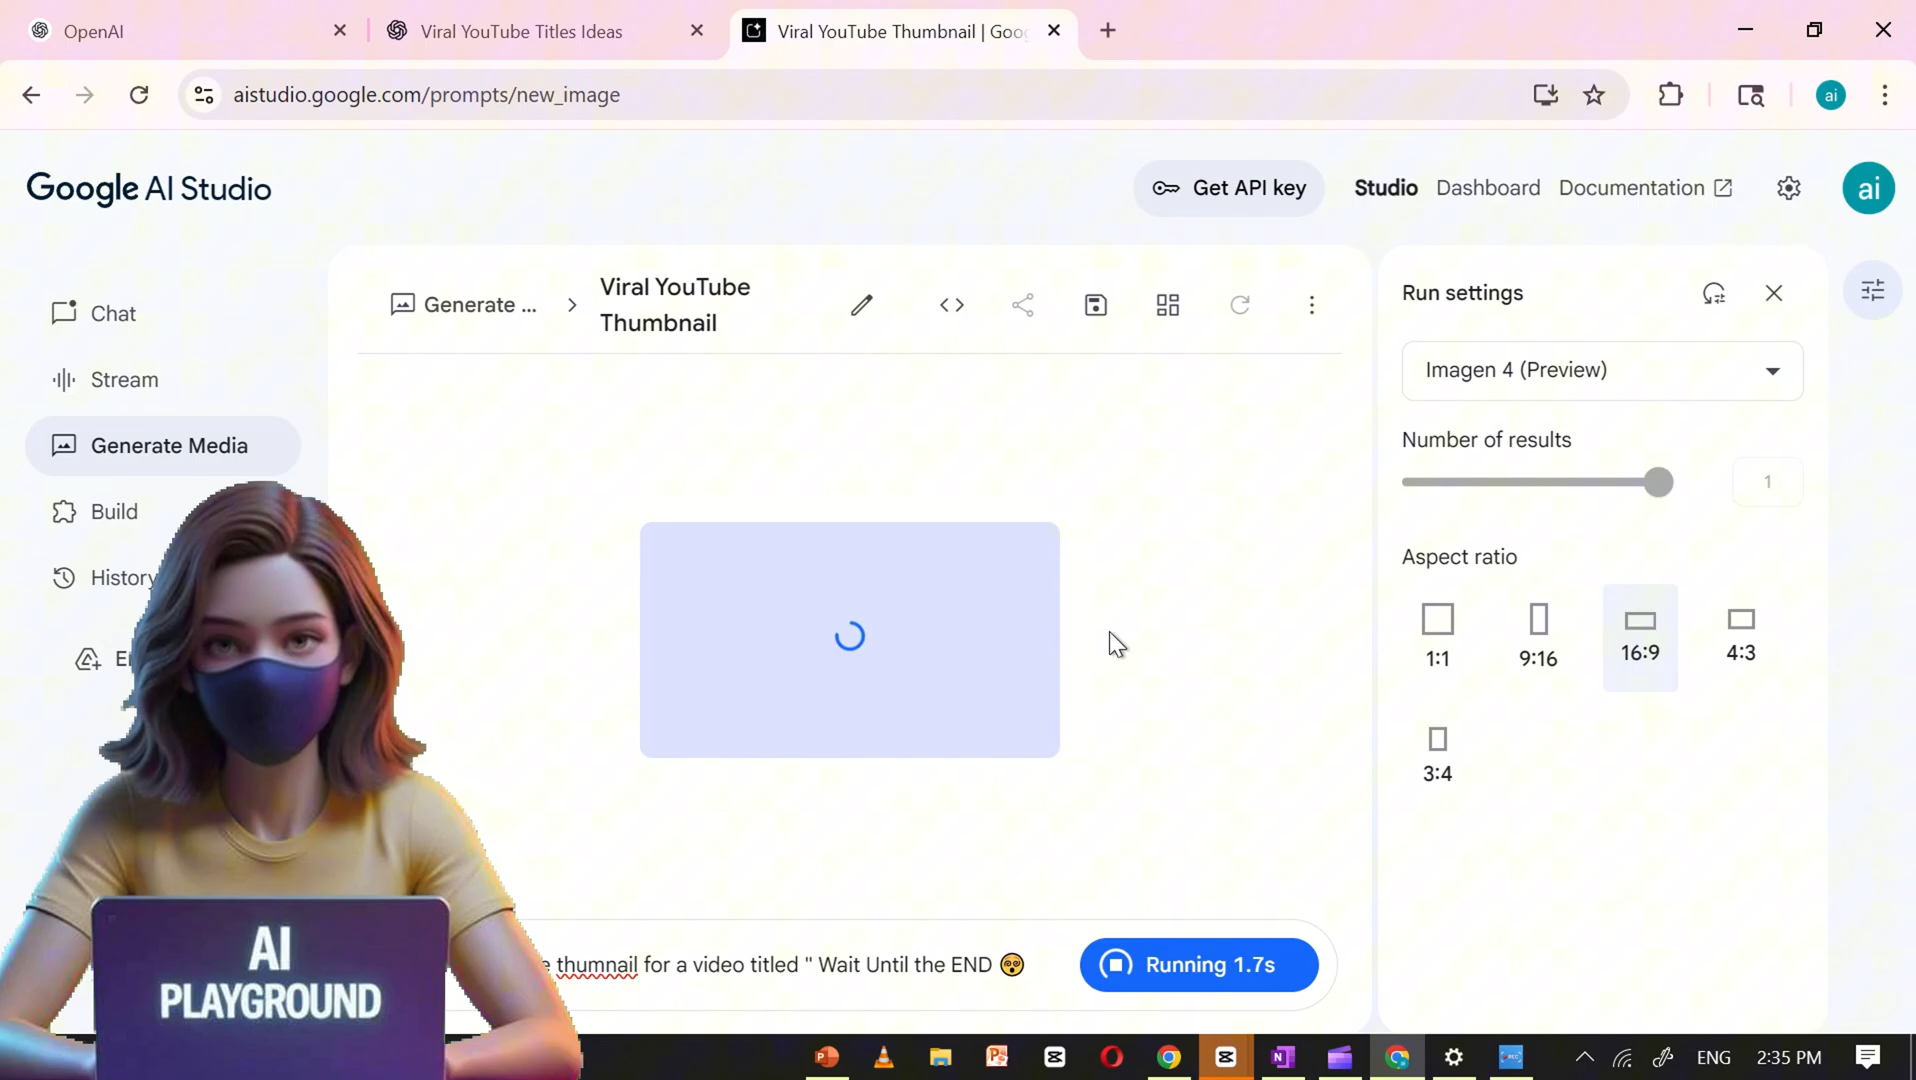 OpenAI
Viral YouTube Titles Ideas
Viral YouTube Thumbnail | Goo
aistudio.google.com/prompts/new_image
ai
Google AI Studio
Get API key
Studio
Dashboard
Documentation
ai
Chat
Stream
Generate Media
Build
History
Generate ...
Viral YouTube
Thumbnail
Run settings
Imagen 4 (Preview)
Number of results
1
Aspect ratio
1:1
9:16
16:9
4:3
3:4
e thumnail for a video titled " Wait Until the END 😵
Running 1.7s
AI
PLAYGROUND
ENG
2:35 PM